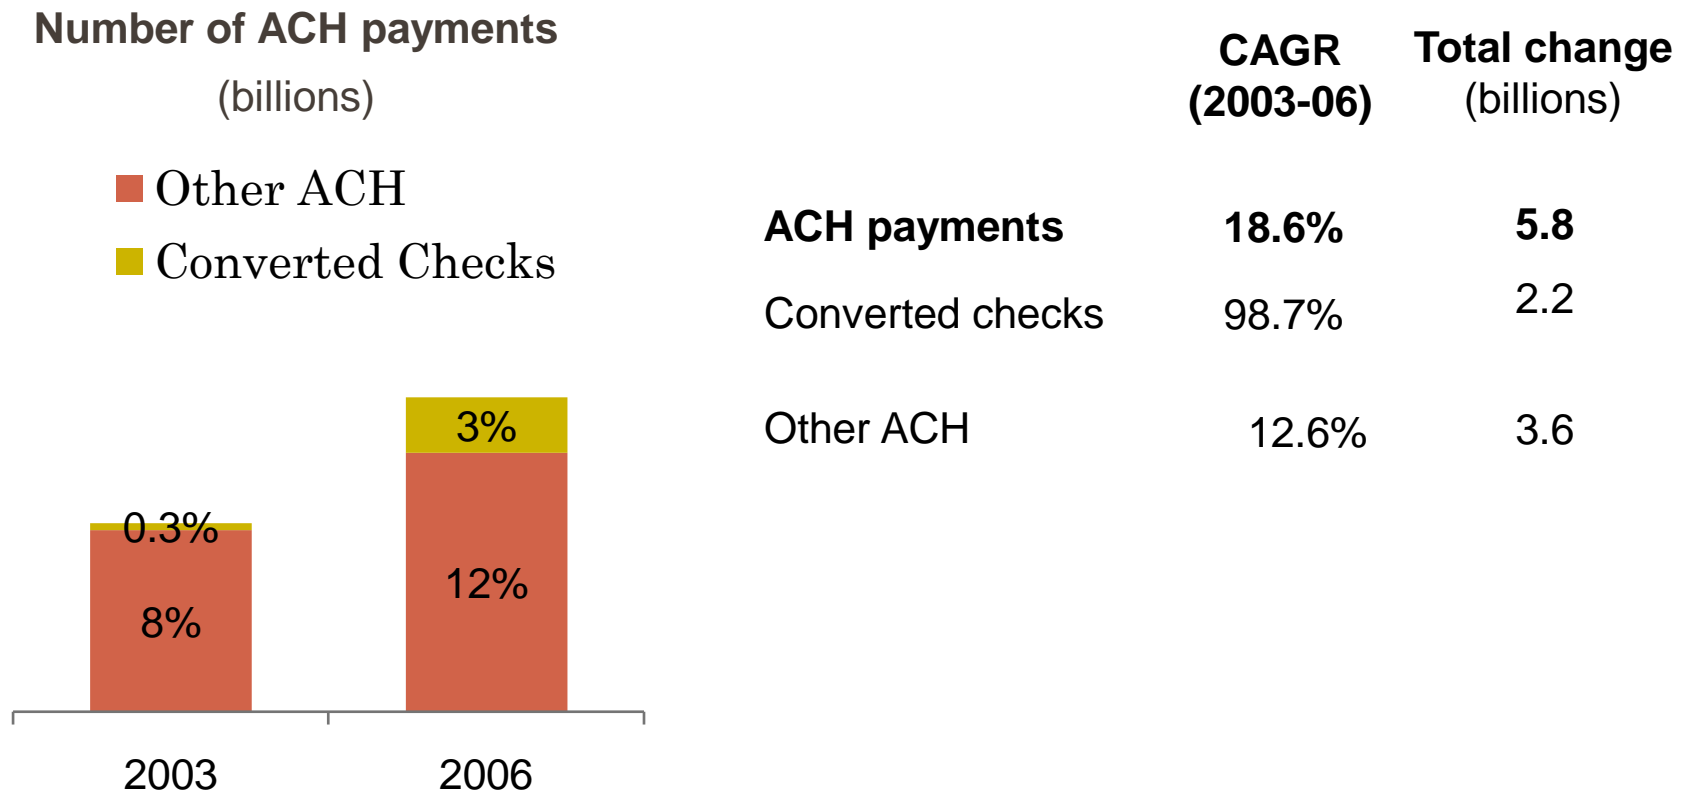 Number of ACH payments
(billions)
Other ACH
Converted Checks
3%
0.3%
12%
8%
2003 2006
CAGR Total change
(2003-06) (billions)
ACH payments 18.6% 5.8
Converted checks 98.7% 2.2
Other ACH 12.6% 3.6